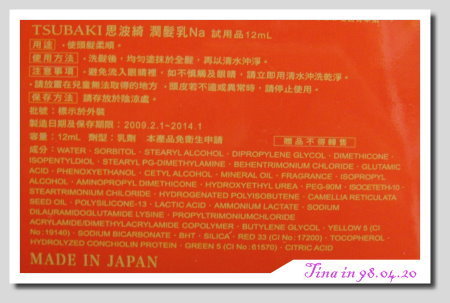 TSUBAKI 思波綺 潤髮乳Na 試用品12mL
用途 ・使頭髮柔順。
使用方法 ・洗髮後，均勻塗抹於全髮，再以清水沖淨。
注意事項 ・避免流入眼睛裡，如不慎觸及眼睛，請立即用清水沖洗乾淨。
・請放置在兒童無法取得的地方 ・頭皮若不適或異常時，請停止使用。
保存方法 ・請存放於陰涼處。
批號：標示於外裝
製造日期及保存期限：2009.2.1~2014.1
容量：12mL 劑型：乳劑 本產品免衛生申請
贈品不得轉售
成分：WATER・SORBITOL・STEARYL ALCOHOL・DIPROPYLENE GLYCOL・DIMETHICONE・
ISOPENTYLDIOL・STEARYL PG-DIMETHYLAMINE・BEHENTRIMONIUM CHLORIDE・GLUTAMIC
ACID・PHENOXYETHANOL・CETYL ALCOHOL・MINERAL OIL・FRAGRANCE・ISOPROPYL
ALCOHOL・AMINOPROPYL DIMETHICONE・HYDROXYETHYL UREA・PEG-90M・ISOCETETH-10・
STEARTRIMONIUM CHLORIDE・HYDROGENATED POLYISOBUTENE・CAMELLIA RETICULATA
SEED OIL・POLYSILICONE-13・LACTIC ACID・AMMONIUM LACTATE・SODIUM
DILAURAMIDOGLUTAMIDE LYSINE・PROPYLTRIMONIUMCHLORIDE
ACRYLAMIDE/DIMETHYLACRYLAMIDE COPOLYMER・BUTYLENE GLYCOL・YELLOW 5 (CI
No:19140)・SODIUM BICARBONATE・BHT・SILICA・RED 33 (CI No:17200)・TOCOPHEROL・
HYDROLYZED CONCHIOLIN PROTEIN・GREEN 5 (CI No:61570)・CITRIC ACID
MADE IN JAPAN
Tina in 98.04.20